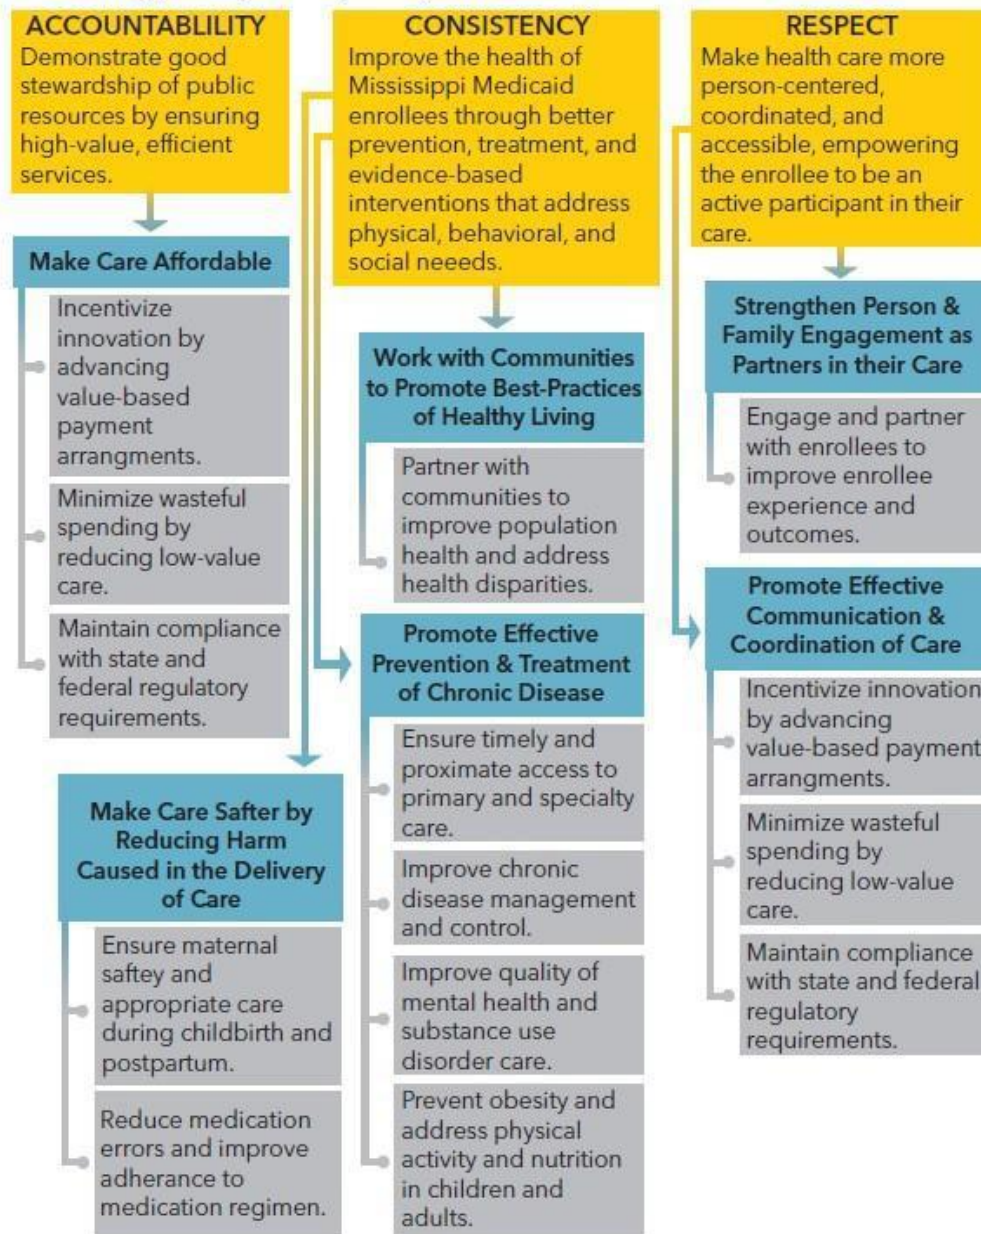 ACCOUNTABLILITY
Demonstrate good
stewardship of public
resources by ensuring
high-value, efficient
services.
Make Care Affordable
Incentivize
innovation by
advancing
value-based
payment
arrangments.
Minimize wasteful
spending by
reducing low-value
care.
Maintain compliance
with state and
federal regulatory
requirements.
CONSISTENCY
Improve the health of
Mississippi Medicaid
enrollees through better
prevention, treatment, and
evidence-based
interventions that address
physical, behavioral, and
social neeeds.
Work with Communities
to Promote Best-Practices
of Healthy Living
Partner with
communities to
improve population
health and address
health disparities.
Promote Effective
Prevention & Treatment
of Chronic Disease
Ensure timely and
proximate access to
primary and specialty
care.
Improve chronic
disease management
and control.
Improve quality of
mental health and
substance use
disorder care.
Prevent obesity and
address physical
activity and nutrition
in children and
adults.
Make Care Safter by
Reducing Harm
Caused in the Delivery
of Care
Ensure maternal
saftey and
appropriate care
during childbirth and
postpartum.
Reduce medication
errors and improve
adherence to
medication regimen.
RESPECT
Make health care more
person-centered,
coordinated, and
accessible, empowering
the enrollee to be an
active participant in their
care.
Strengthen Person &
Family Engagement as
Partners in their Care
Engage and partner
with enrollees to
improve enrollee
experience and
outcomes.
Promote Effective
Communication &
Coordination of Care
Incentivize innovation
by advancing
value-based payment
arrangments.
Minimize wasteful
spending by
reducing low-value
care.
Maintain compliance
with state and federal
regulatory
requirements.